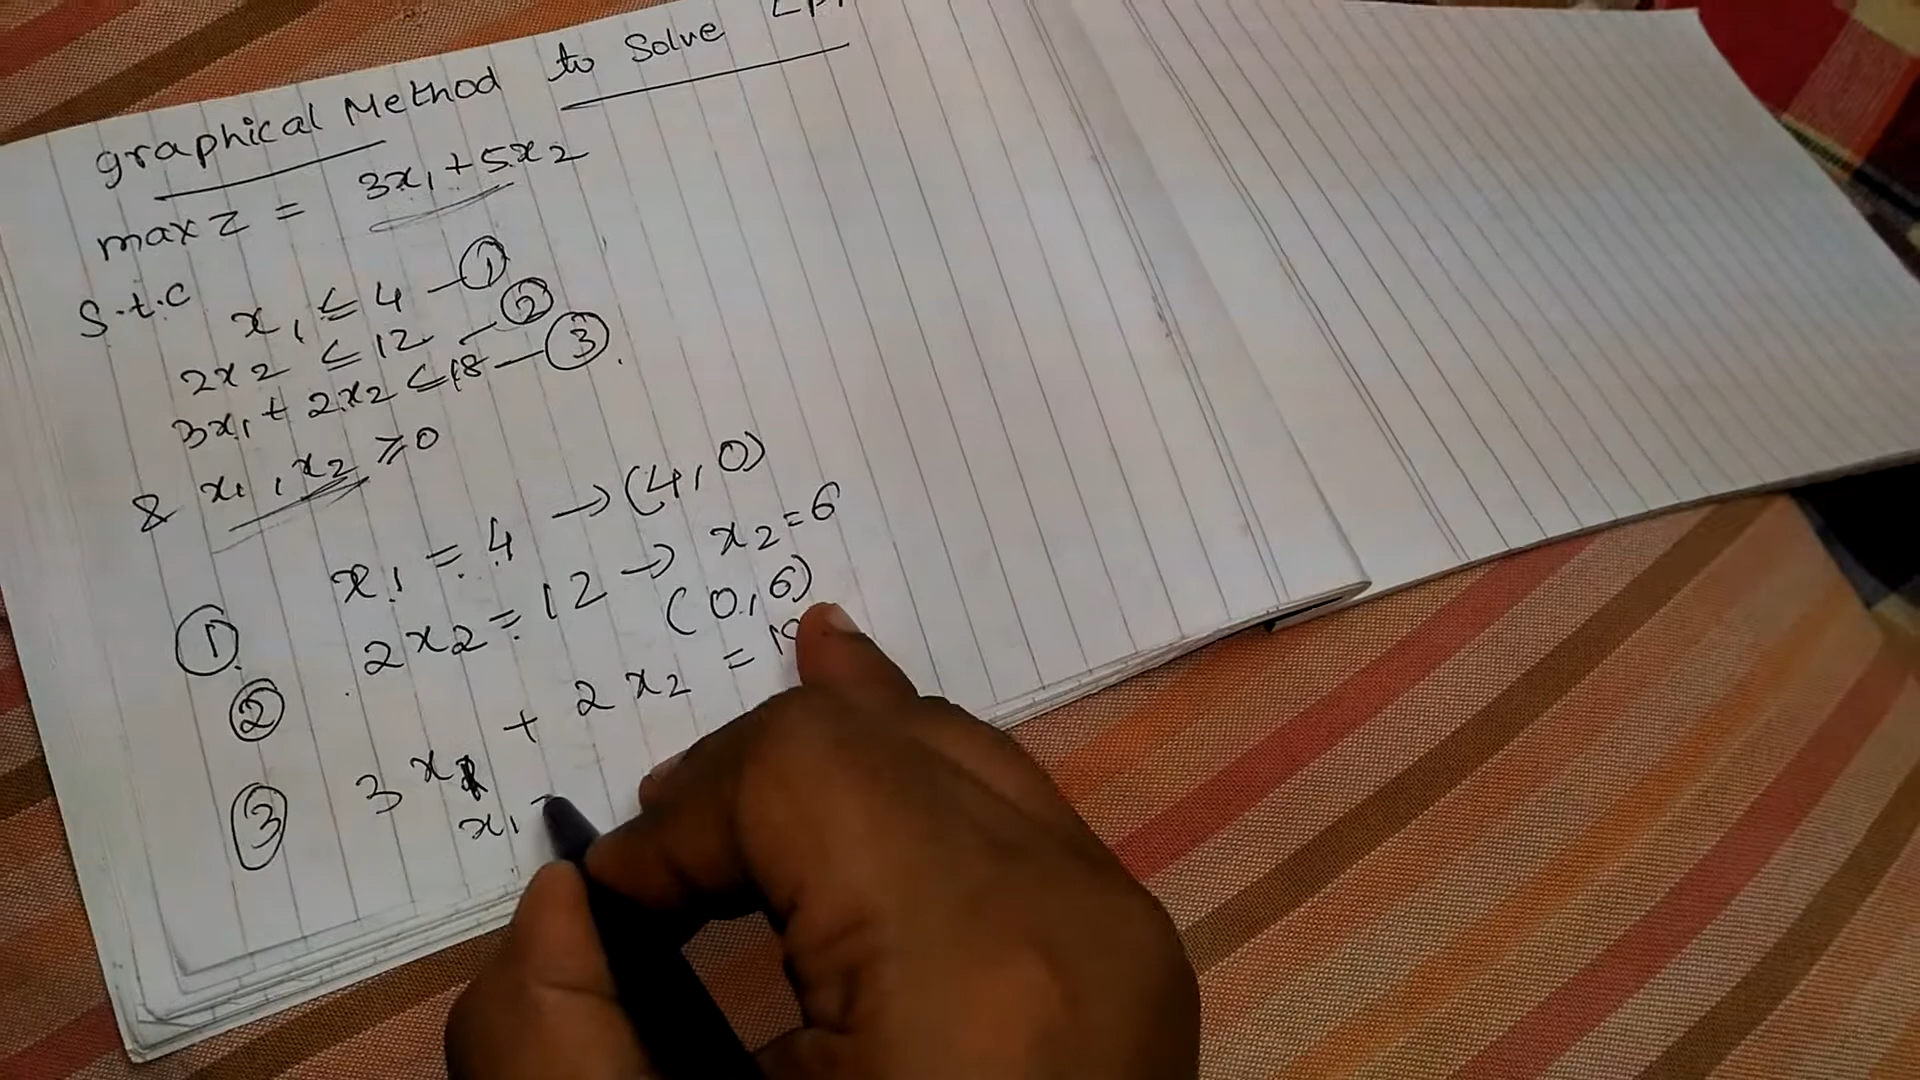 graphical Method to Solve
max Z = 3x₁ + 5x₂
S.t.c
x₁ ≤ 4 — ①
2x₂ ≤ 12 — ②
3x₁ + 2x₂ ≤ 18 — ③.
& x₁, x₂ ≥ 0
① x₁ = 4 → (4, 0)
② 2x₂ = 12 → x₂ = 6
(0, 6)
③ 3x₁ + 2x₂ =
x₁